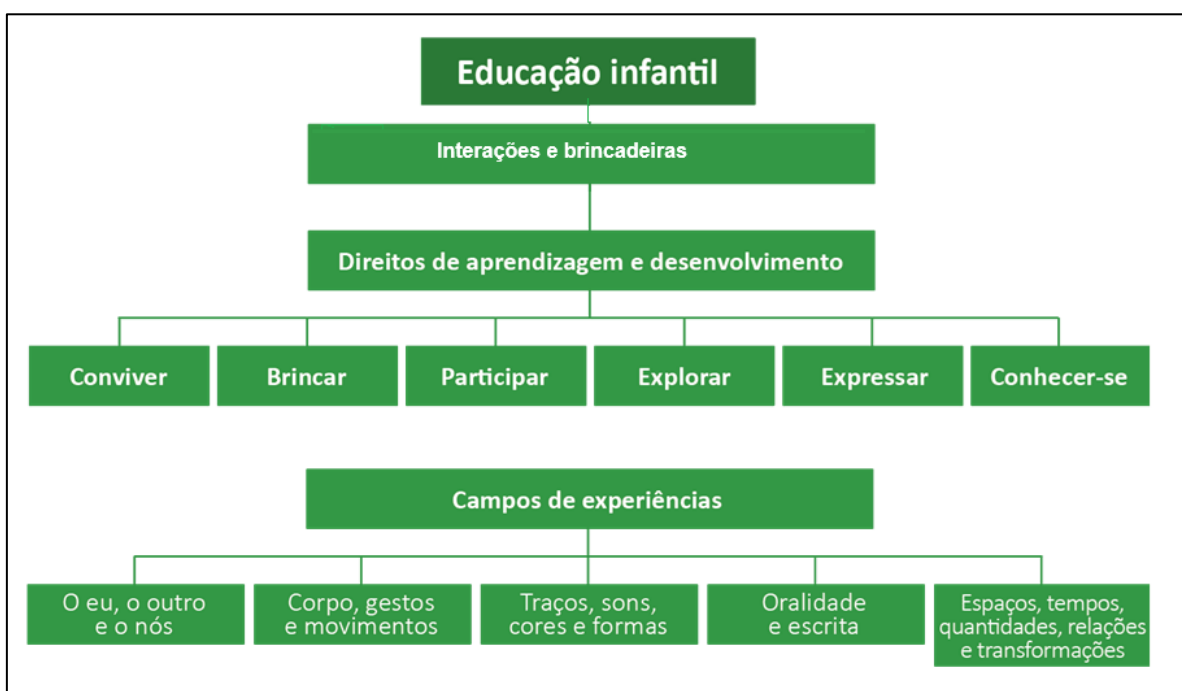 Educação infantil
Interações e brincadeiras
Direitos de aprendizagem e desenvolvimento
Conviver
Brincar
Participar
Explorar
Expressar
Conhecer-se
Campos de experiências
O eu, o outro
e o nós
Corpo, gestos
e movimentos
Traços, sons,
cores e formas
Oralidade
e escrita
Espaços, tempos,
quantidades, relações
e transformações